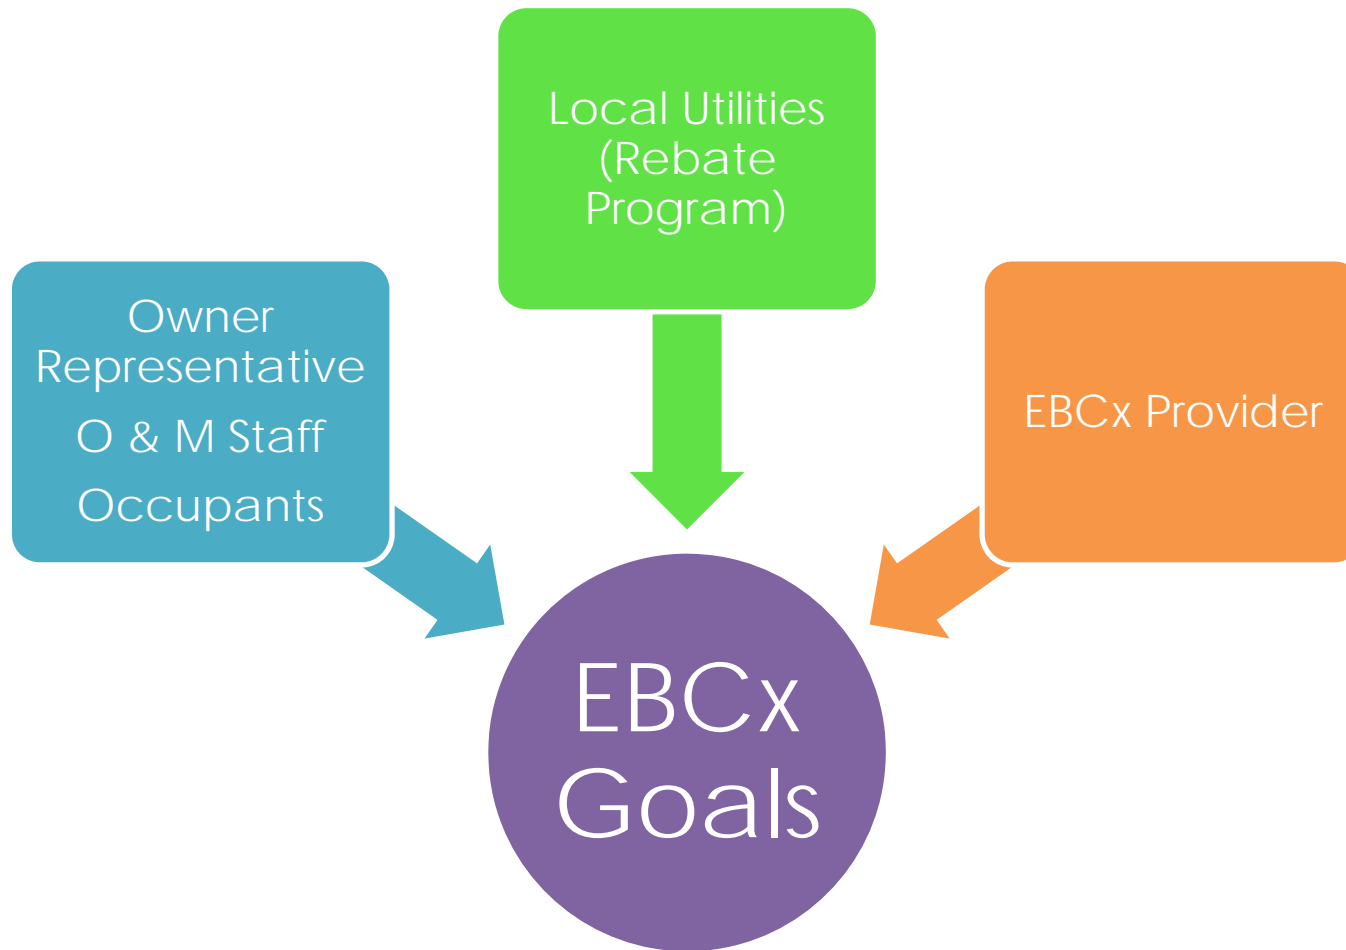 Local Utilities
(Rebate
Program)
Owner
Representative
O & M Staff
Occupants
EBCx Provider
EBCx
Goals